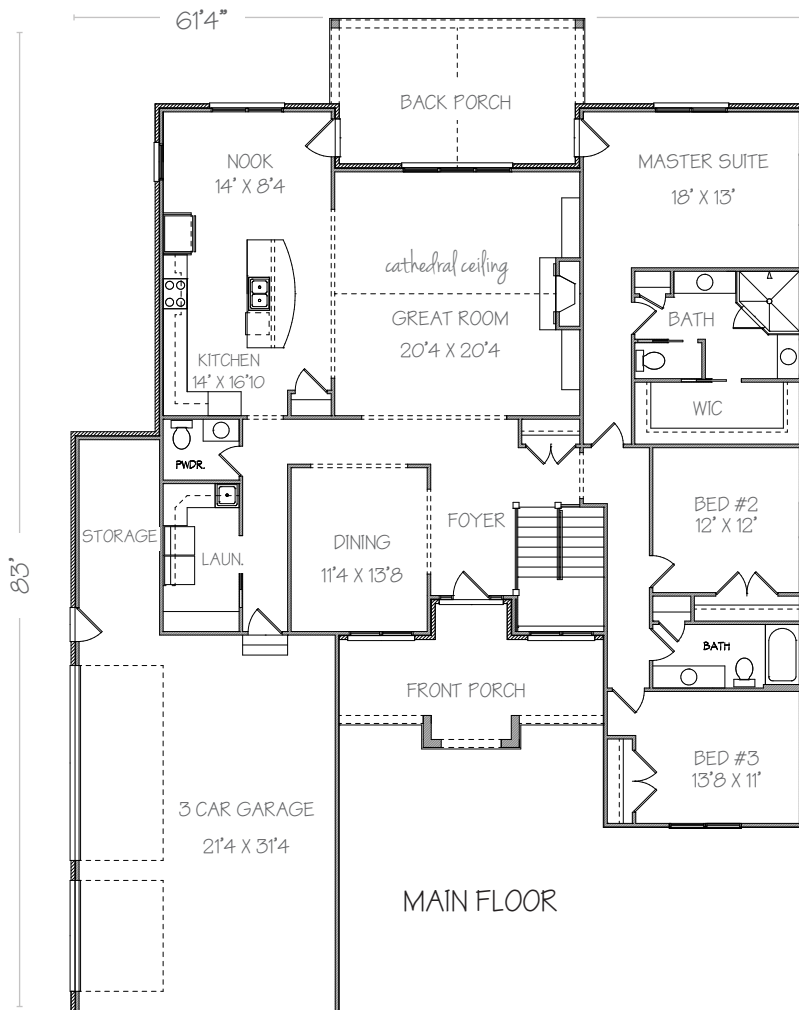 61'4"
BACK PORCH
NOOK
14' X 8'4
MASTER SUITE
18' X 13'
cathedral ceiling
GREAT ROOM
20'4 X 20'4
BATH
KITCHEN
14' X 16'10
WIC
PWDR.
BED #2
12' X 12'
STORAGE
LAUN.
DINING
11'4 X 13'8
FOYER
83'
BATH
FRONT PORCH
BED #3
13'8 X 11'
3 CAR GARAGE
21'4 X 31'4
MAIN FLOOR